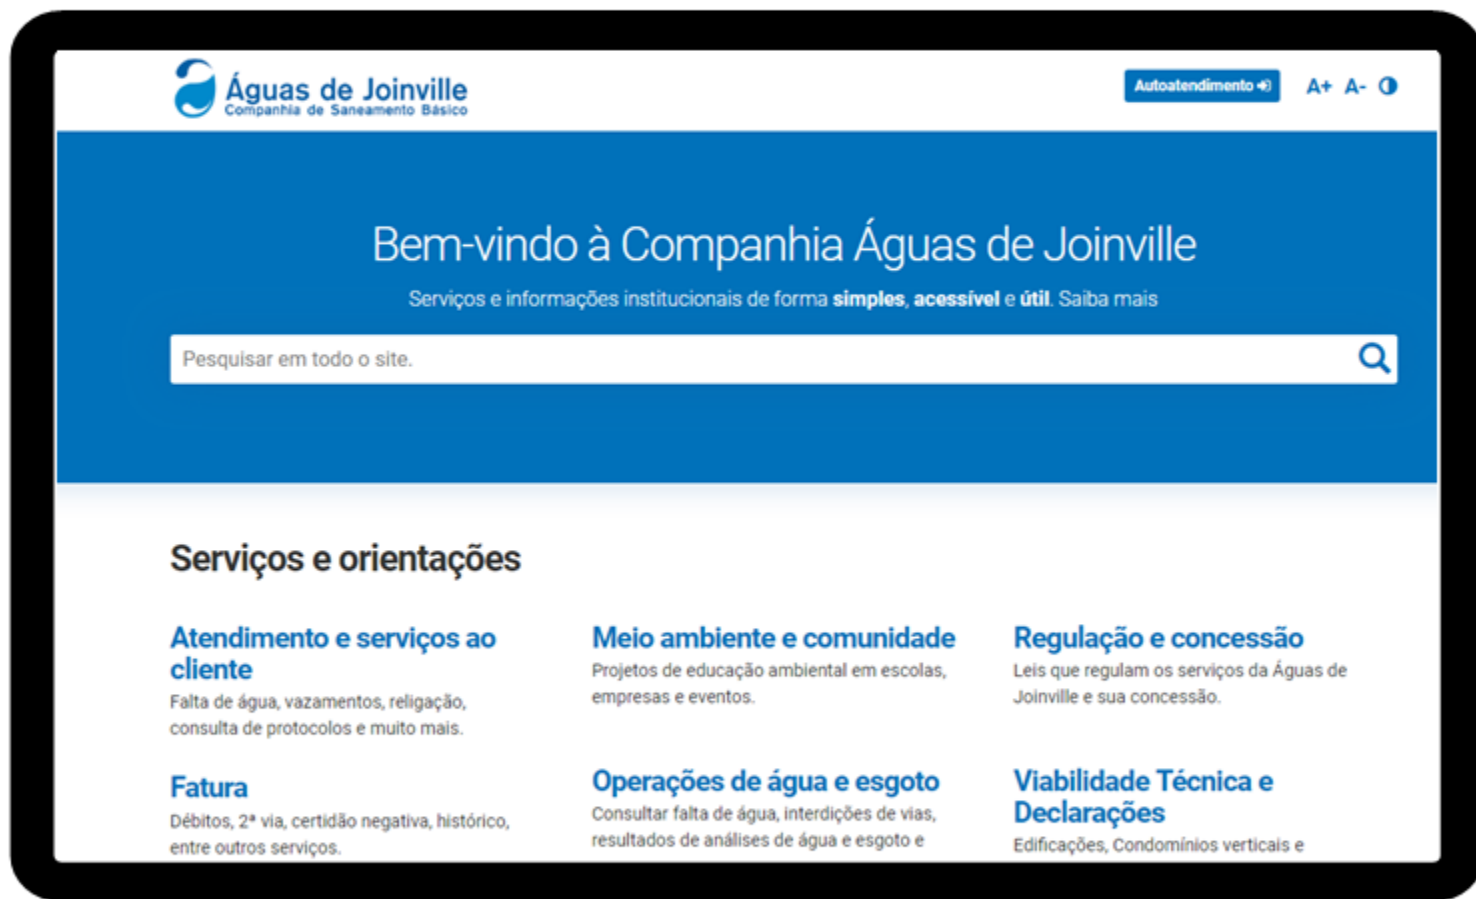 Águas de Joinville
Companhia de Saneamento Básico
Autoatendimento
A+ A-
Bem-vindo à Companhia Águas de Joinville
Serviços e informações institucionais de forma simples, acessível e útil. Saiba mais
Pesquisar em todo o site.
Serviços e orientações
Atendimento e serviços ao
cliente
Falta de água, vazamentos, religação,
consulta de protocolos e muito mais.
Meio ambiente e comunidade
Projetos de educação ambiental em escolas,
empresas e eventos.
Regulação e concessão
Leis que regulam os serviços da Águas de
Joinville e sua concessão.
Fatura
Débitos, 2ª via, certidão negativa, histórico,
entre outros serviços.
Operações de água e esgoto
Consultar falta de água, interdições de vias,
resultados de análises de água e esgoto e
Viabilidade Técnica e
Declarações
Edificações, Condomínios verticais e